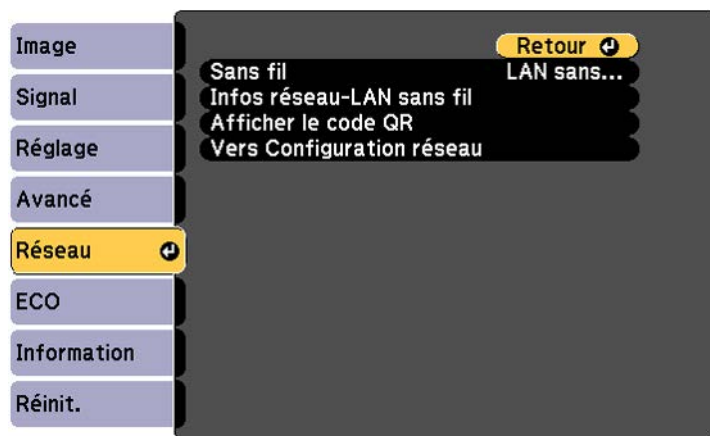 Image
Signal
Réglage
Avancé
Réseau
ECO
Information
Réinit.
Retour
Sans fil LAN sans...
Infos réseau-LAN sans fil
Afficher le code QR
Vers Configuration réseau